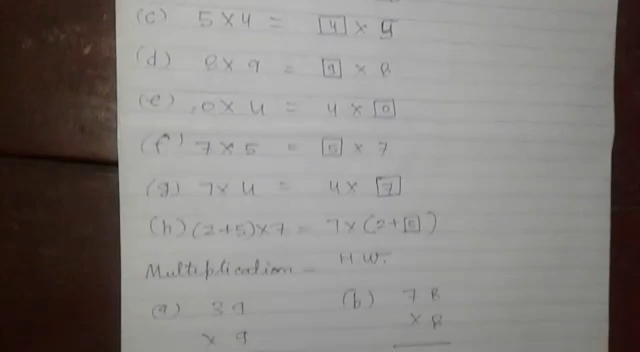 (c) 5 × 4 = 4 × 5
(d) 8 × 9 = 9 × 8
(e) 0 × 4 = 4 × 0
(f) 7 × 5 = 5 × 7
(g) 7 × 4 = 4 × 7
(h) (2+5) × 7 = 7 × (2+5)
Multiplication - H.W.
(a) 39 (b) 78
× 9 × 8